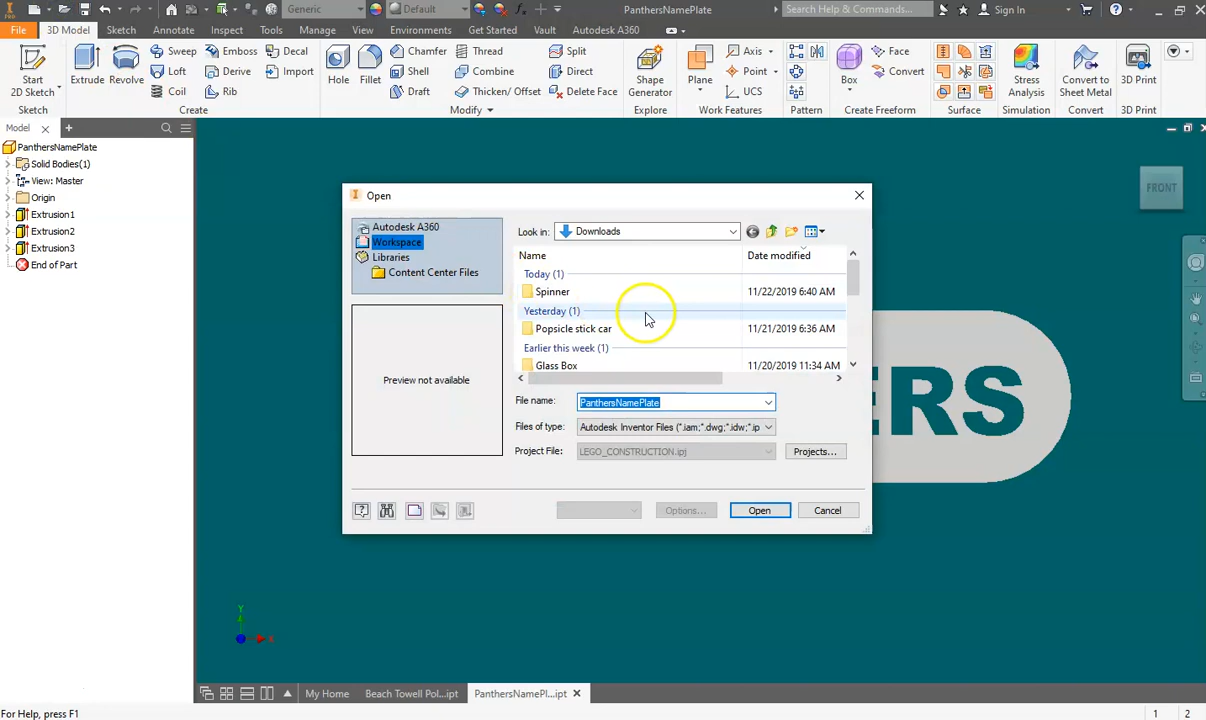 Generic
Default
PanthersNamePlate
Search Help & Commands...
Sign In
File
3D Model
Sketch
Annotate
Inspect
Tools
Manage
View
Environments
Get Started
Vault
Autodesk A360
Start
2D Sketch
Extrude
Revolve
Sweep
Emboss
Decal
Loft
Derive
Import
Coil
Rib
Hole
Fillet
Chamfer
Thread
Split
Shell
Combine
Direct
Draft
Thicken/ Offset
Delete Face
Shape
Generator
Plane
Axis
Point
UCS
Box
Face
Convert
Stress
Analysis
Convert to
Sheet Metal
3D Print
Sketch
Create
Modify
Explore
Work Features
Pattern
Create Freeform
Surface
Simulation
Convert
3D Print
Model
PanthersNamePlate
Solid Bodies(1)
View: Master
Origin
Extrusion1
Extrusion2
Extrusion3
End of Part
FRONT
ERS
Open
Autodesk A360
Workspace
Libraries
Content Center Files
Preview not available
Look in:
Downloads
Name
Date modified
Today (1)
Spinner
11/22/2019 6:40 AM
Yesterday (1)
Popsicle stick car
11/21/2019 6:36 AM
Earlier this week (1)
Glass Box
11/20/2019 11:34 AM
File name:
PanthersNamePlate
Files of type:
Autodesk Inventor Files (*.iam;*.dwg;*.idw;*.ip
Project File:
LEGO_CONSTRUCTION.ipj
Projects...
Options...
Open
Cancel
Y
X
My Home
Beach Towell Pol...ipt
PanthersNamePl...ipt
For Help, press F1
1
2